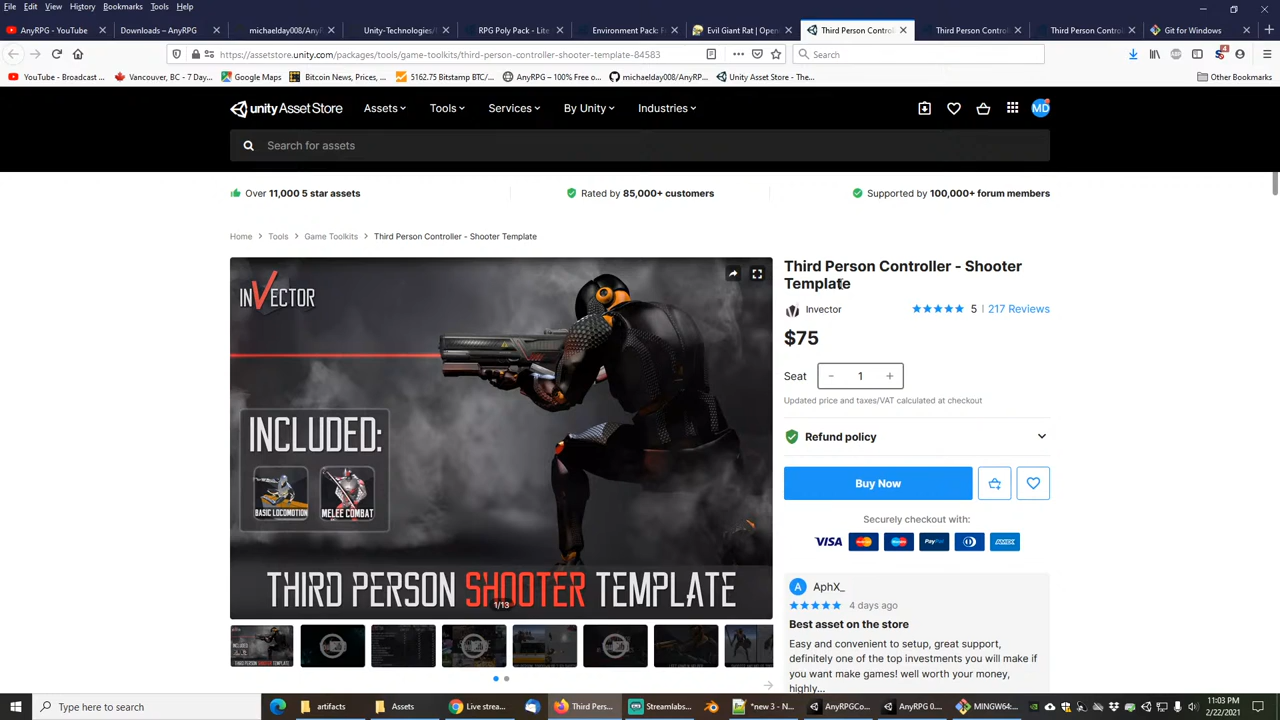 File Edit View History Bookmarks Tools Help
AnyRPG - YouTube
Downloads – AnyRPG
michaelday008/Any
Unity-Technologies/
RPG Poly Pack - Lite
Environment Pack: F
Evil Giant Rat | Open
Third Person Contro
Third Person Control
Third Person Control
Git for Windows
https://assetstore.unity.com/packages/tools/game-toolkits/third-person-controller-shooter-template-84583
Search
YouTube - Broadcast ...
Vancouver, BC - 7 Day...
Google Maps
Bitcoin News, Prices, ...
5162.75 Bitstamp BTC/...
AnyRPG – 100% Free o...
michaelday008/AnyRP...
Unity Asset Store - The...
Other Bookmarks
unity Asset Store
Assets
Tools
Services
By Unity
Industries
MD
Search for assets
Over 11,000 5 star assets
Rated by 85,000+ customers
Supported by 100,000+ forum members
Home > Tools > Game Toolkits > Third Person Controller - Shooter Template
INVECTOR
INCLUDED:
BASIC LOCOMOTION
MELEE COMBAT
THIRD PERSON SHOOTER TEMPLATE
1/13
Third Person Controller - Shooter
Template
Invector
5 | 217 Reviews
$75
Seat - 1 +
Updated price and taxes/VAT calculated at checkout
Refund policy
Buy Now
Securely checkout with:
VISA
PayPal
AMEX
A AphX_
4 days ago
Best asset on the store
Easy and convenient to setup, great support,
definitely one of the top investments you will make if
you want make games! well worth your money,
highly...
Type here to search
artifacts
Assets
Live strea...
Third Pers...
Streamlabs...
*new 3 - N...
AnyRPGCo...
AnyRPG 0...
MINGW64:...
11:03 PM
2/22/2021